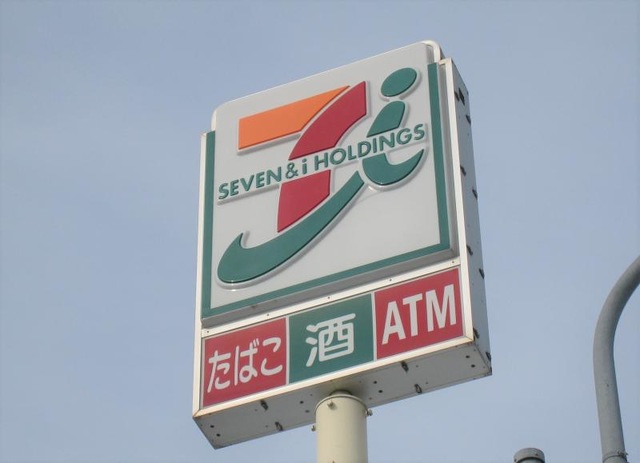 SEVEN & i HOLDINGS
たばこ 酒 ATM